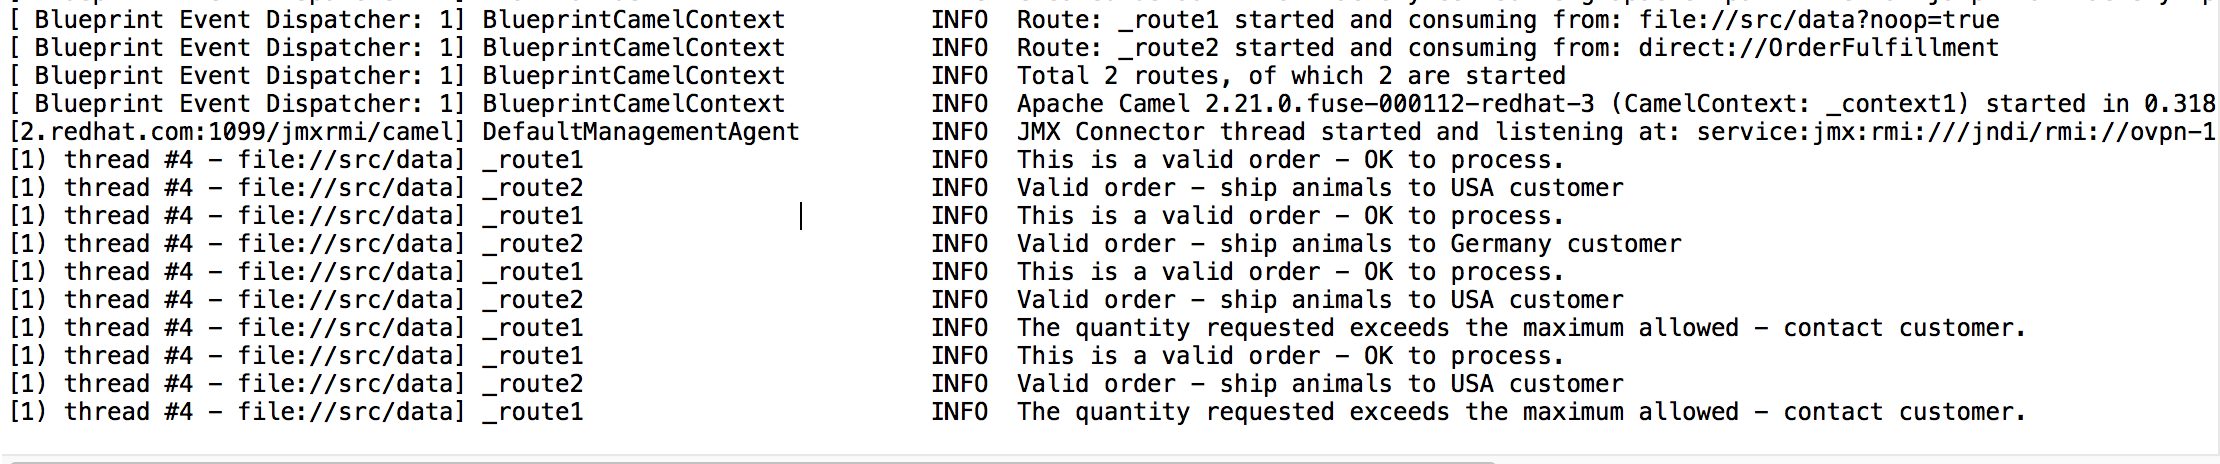 [ Blueprint Event Dispatcher: 1] BlueprintCamelContext INFO Route: _route1 started and consuming from: file://src/data?noop=true
[ Blueprint Event Dispatcher: 1] BlueprintCamelContext INFO Route: _route2 started and consuming from: direct://OrderFulfillment
[ Blueprint Event Dispatcher: 1] BlueprintCamelContext INFO Total 2 routes, of which 2 are started
[ Blueprint Event Dispatcher: 1] BlueprintCamelContext INFO Apache Camel 2.21.0.fuse-000112-redhat-3 (CamelContext: _context1) started in 0.318
[2.redhat.com:1099/jmxrmi/camel] DefaultManagementAgent INFO JMX Connector thread started and listening at: service:jmx:rmi:///jndi/rmi://ovpn-1
[1) thread #4 - file://src/data] _route1 INFO This is a valid order - OK to process.
[1) thread #4 - file://src/data] _route2 INFO Valid order - ship animals to USA customer
[1) thread #4 - file://src/data] _route1 INFO This is a valid order - OK to process.
[1) thread #4 - file://src/data] _route2 INFO Valid order - ship animals to Germany customer
[1) thread #4 - file://src/data] _route1 INFO This is a valid order - OK to process.
[1) thread #4 - file://src/data] _route2 INFO Valid order - ship animals to USA customer
[1) thread #4 - file://src/data] _route1 INFO The quantity requested exceeds the maximum allowed - contact customer.
[1) thread #4 - file://src/data] _route1 INFO This is a valid order - OK to process.
[1) thread #4 - file://src/data] _route2 INFO Valid order - ship animals to USA customer
[1) thread #4 - file://src/data] _route1 INFO The quantity requested exceeds the maximum allowed - contact customer.